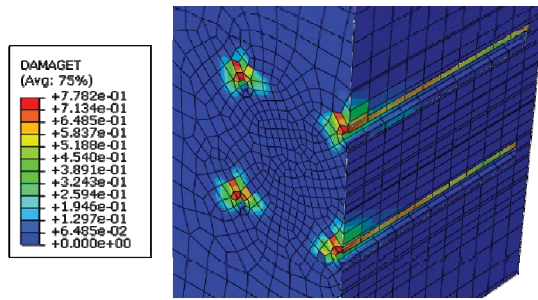 DAMAGET
(Avg: 75%)
+7.782e-01
+7.134e-01
+6.485e-01
+5.837e-01
+5.188e-01
+4.540e-01
+3.891e-01
+3.243e-01
+2.594e-01
+1.946e-01
+1.297e-01
+6.485e-02
+0.000e+00